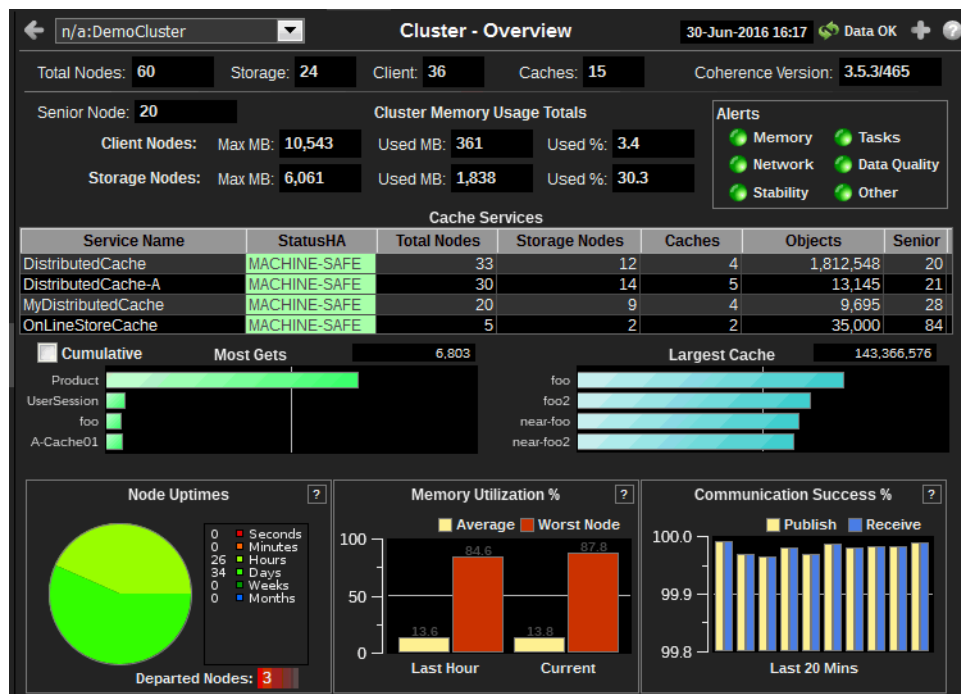 n/a:DemoCluster Cluster - Overview 30-Jun-2016 16:17 Data OK ?
Total Nodes: 60 Storage: 24 Client: 36 Caches: 15 Coherence Version: 3.5.3/465
Senior Node: 20 Cluster Memory Usage Totals Alerts
Client Nodes: Max MB: 10,543 Used MB: 361 Used %: 3.4 Memory Tasks
Network Data Quality
Storage Nodes: Max MB: 6,061 Used MB: 1,838 Used %: 30.3
Stability Other
Cache Services
Service Name StatusHA Total Nodes Storage Nodes Caches Objects Senior
DistributedCache MACHINE-SAFE 33 12 4 1,812,548 20
DistributedCache-A MACHINE-SAFE 30 14 5 13,145 21
MyDistributedCache MACHINE-SAFE 20 9 4 9,695 28
OnLineStoreCache MACHINE-SAFE 5 2 2 35,000 84
Cumulative Most Gets 6,803 Largest Cache 143,366,576
Product foo
UserSession foo2
foo near-foo
A-Cache01 near-foo2
Node Uptimes ? Memory Utilization % ? Communication Success % ?
0 Seconds
0 Minutes
26 Hours
34 Days
0 Weeks
0 Months
Departed Nodes: 3
Average Worst Node
100
84.6 87.8
50
13.6 13.8
0
Last Hour Current
Publish Receive
100.0
99.9
99.8
Last 20 Mins